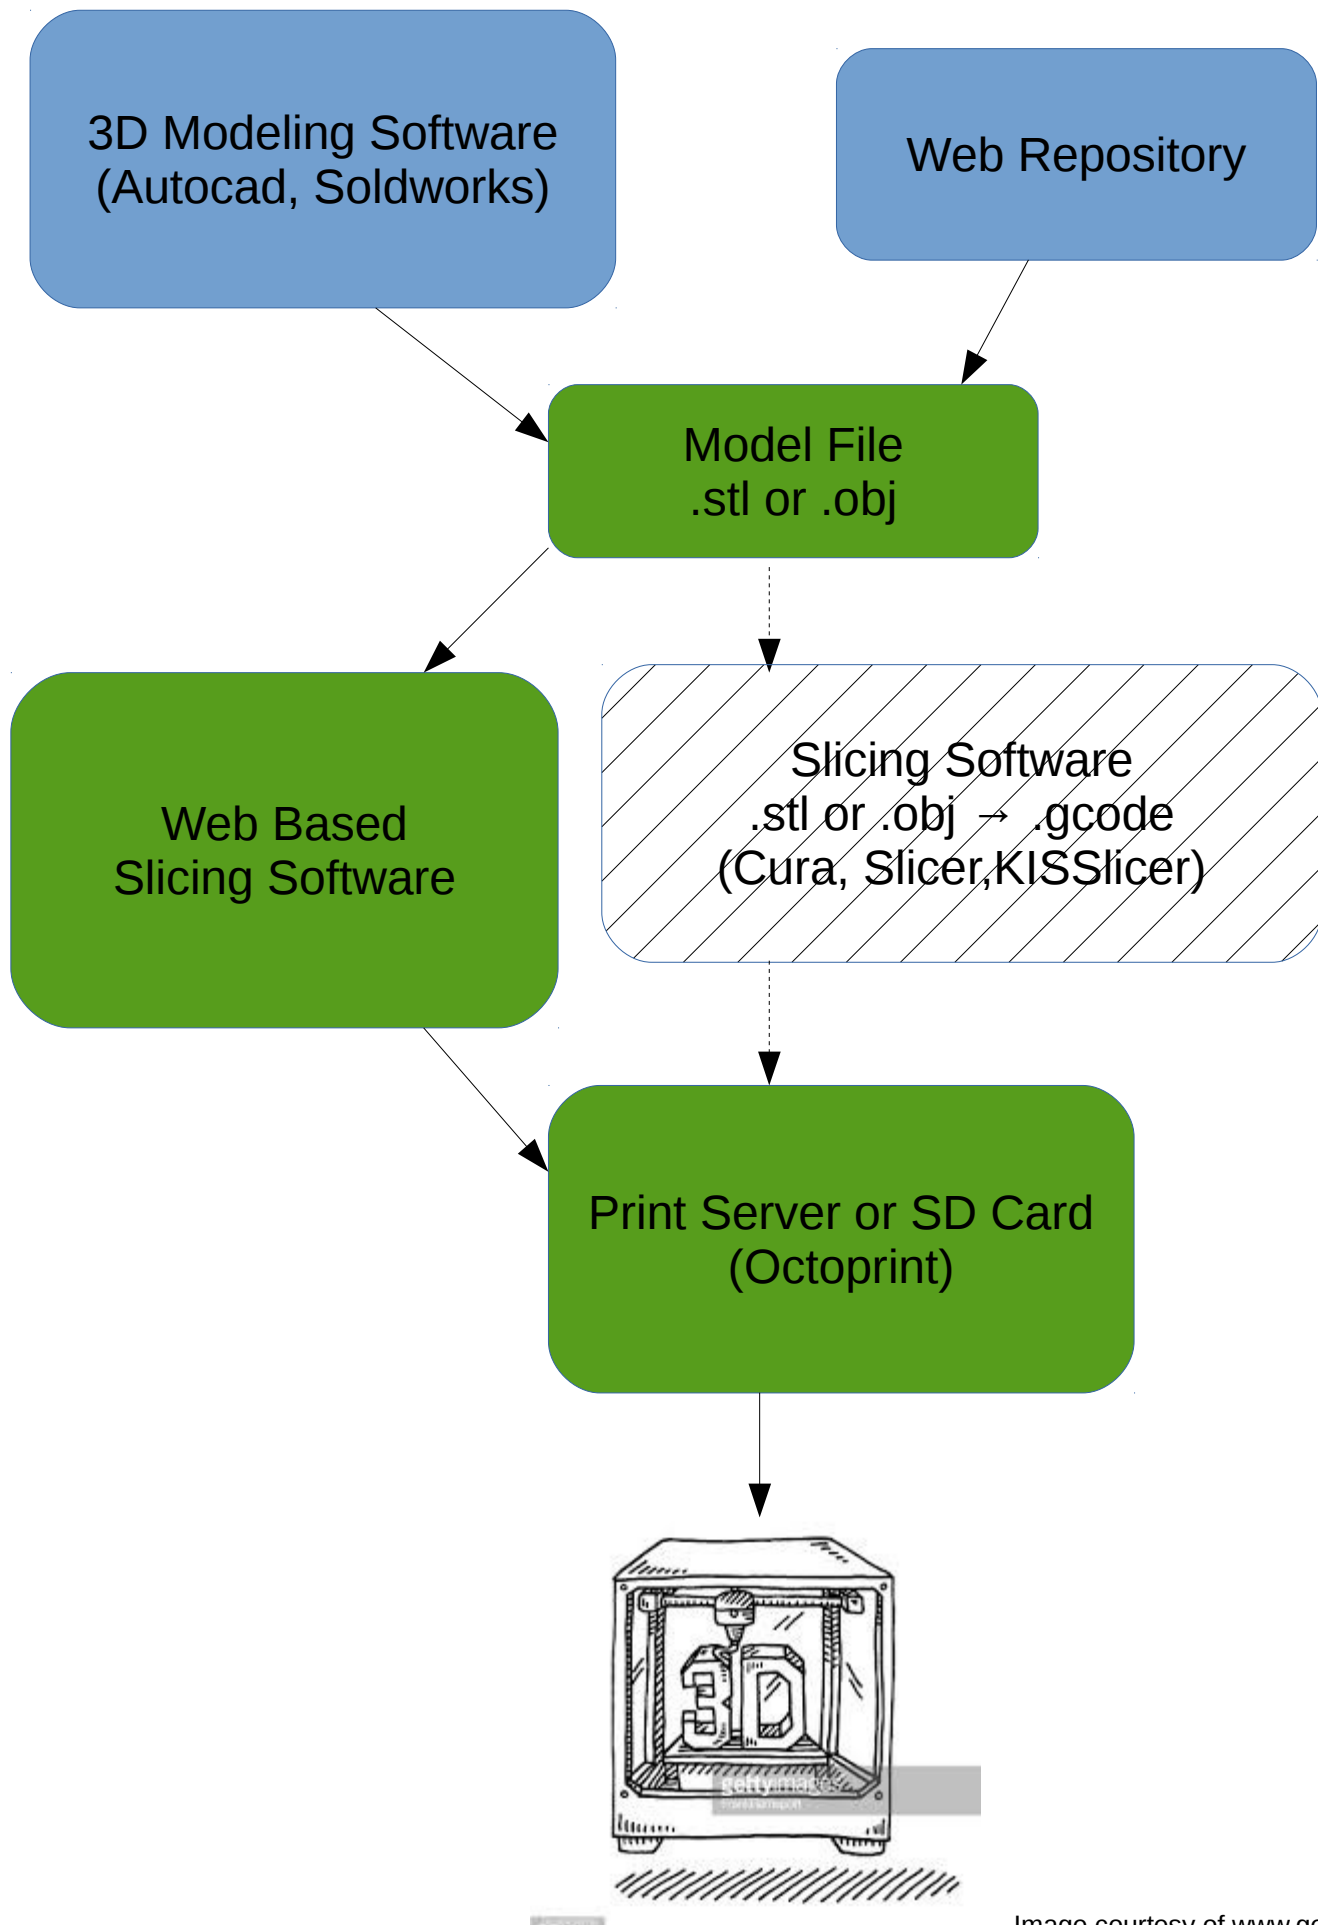 3D Modeling Software
(Autocad, Soldworks)
Web Repository
Model File
.stl or .obj
Web Based
Slicing Software
Slicing Software
.stl or .obj → .gcode
(Cura, Slicer,KISSlicer)
Print Server or SD Card
(Octoprint)
3D
gettyimages
Image courtesy of www.ge